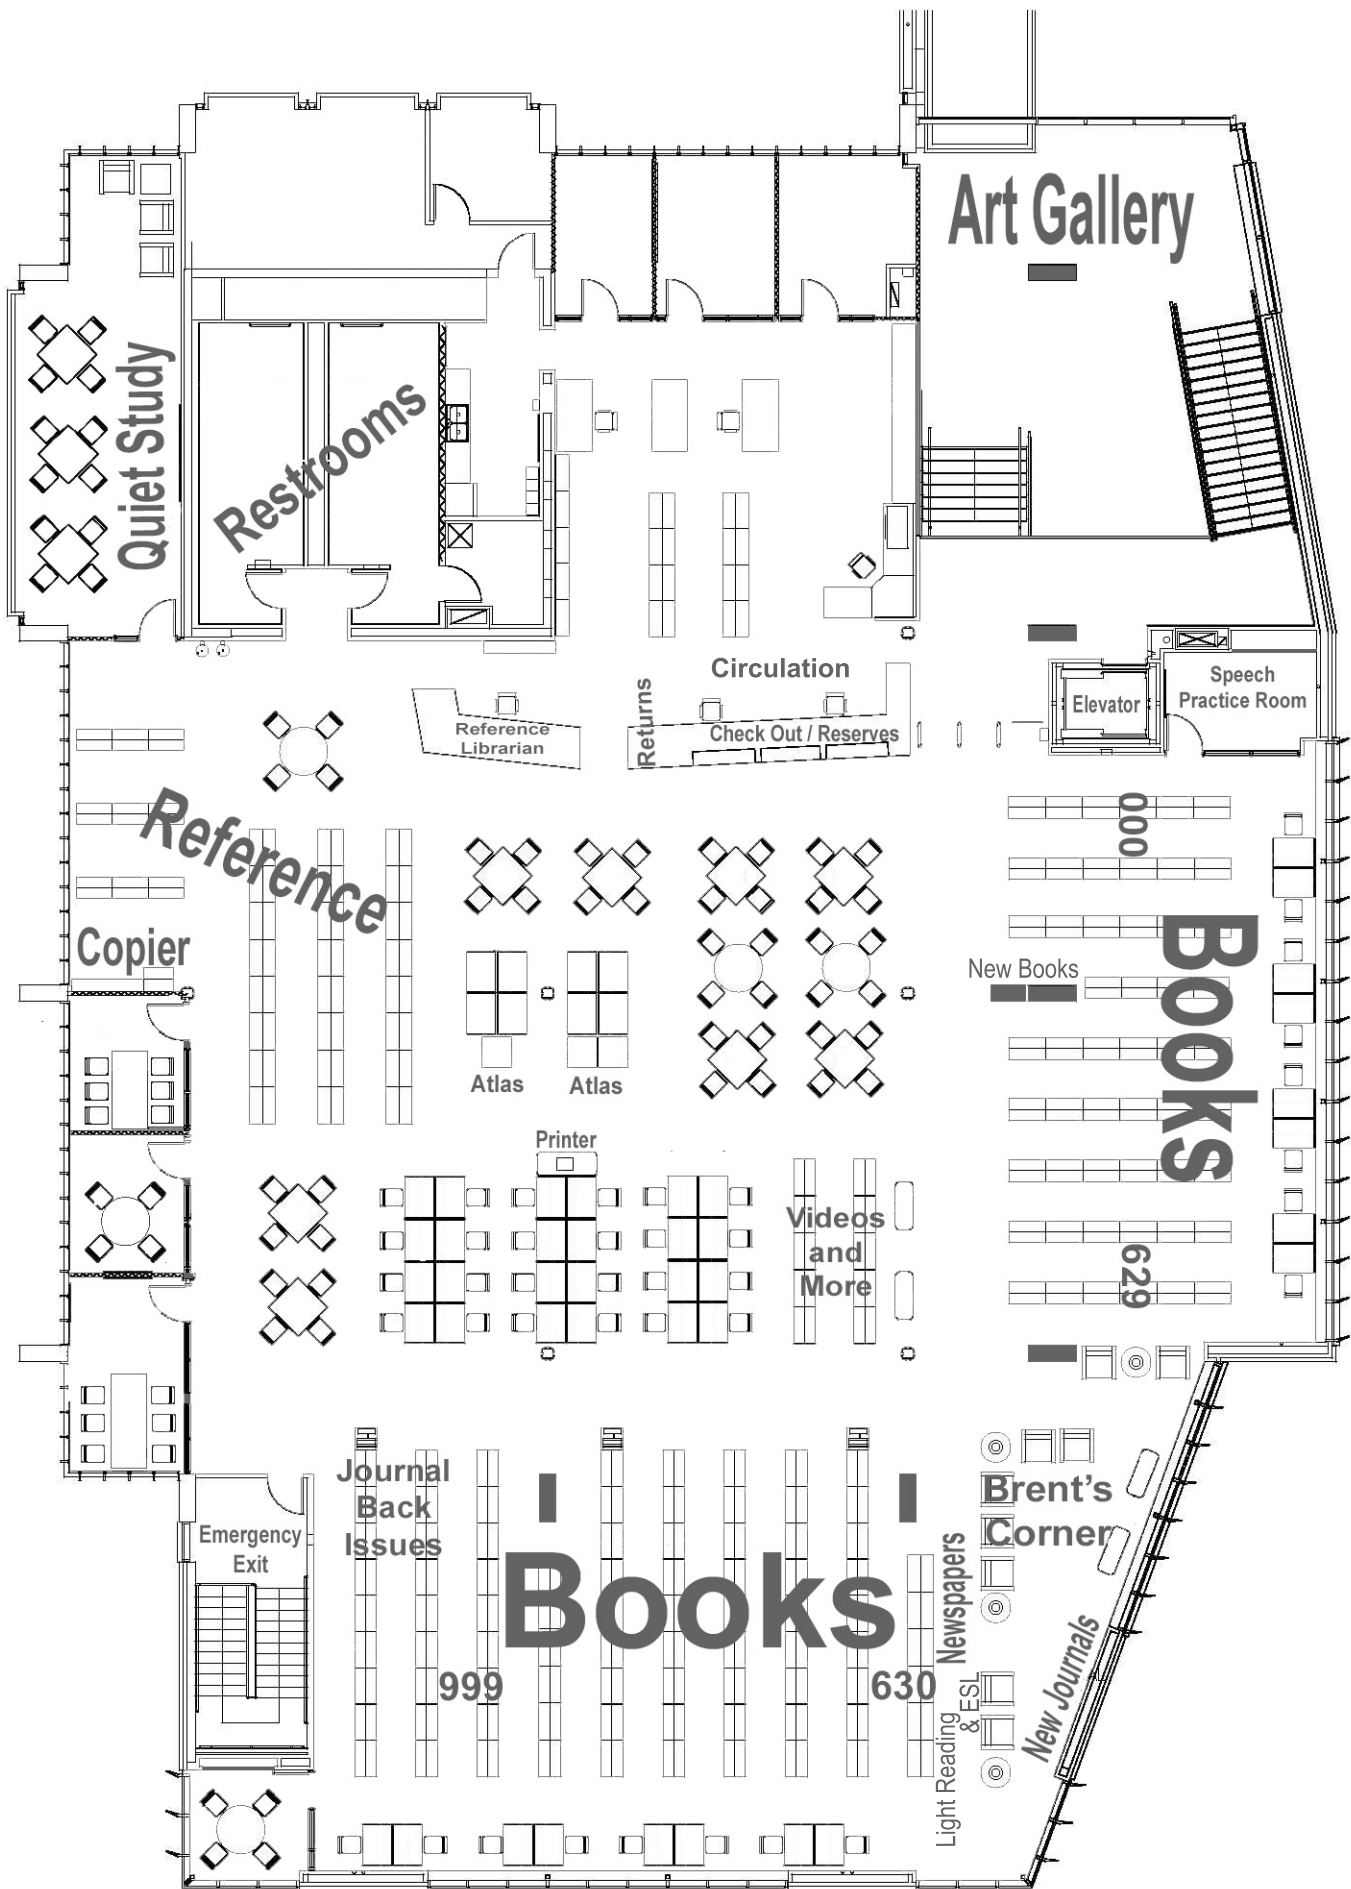 Art Gallery
Quiet Study
Restrooms
Circulation
Returns
Reference
Librarian
Check Out / Reserves
Elevator
Speech
Practice Room
Reference
000
Copier
Books
New Books
Atlas
Atlas
Printer
Videos
and
More
629
Journal
Back
Issues
Brent's
Corner
Emergency
Exit
Books
Newspapers
999
630
Light Reading
& ESL
New Journals